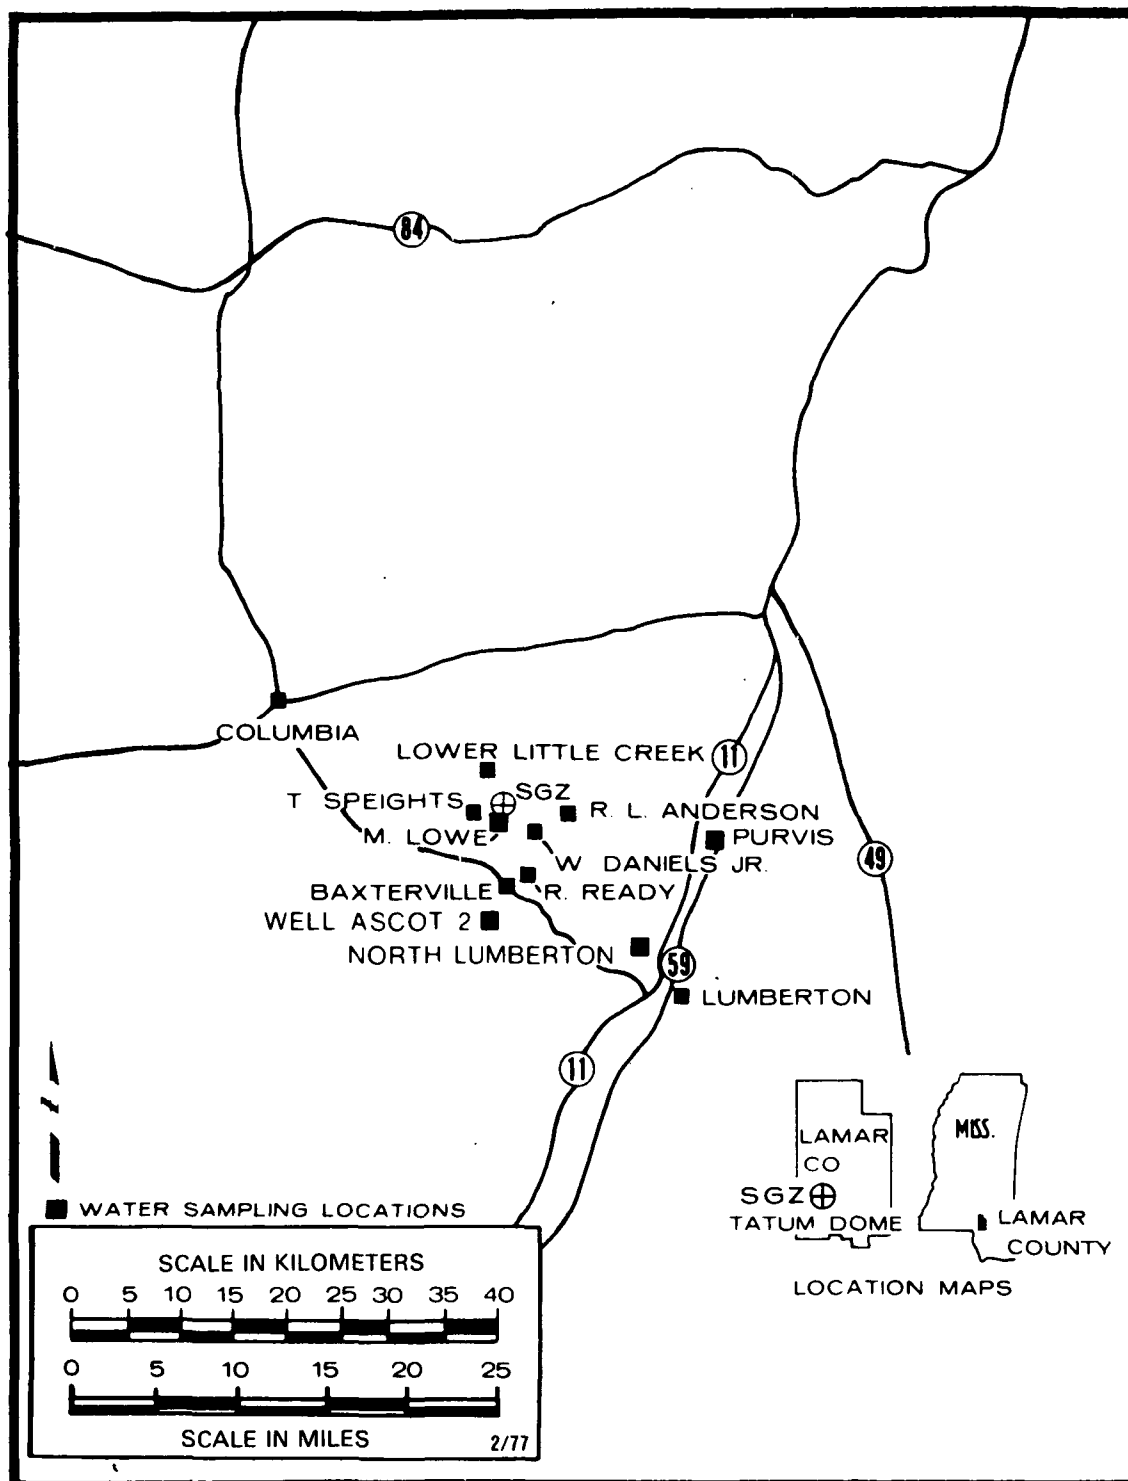 84
COLUMBIA
LOWER LITTLE CREEK
11
T. SPEIGHTS
SGZ
R. L. ANDERSON
M. LOWE
PURVIS
W. DANIELS JR.
49
BAXTERVILLE
R. READY
WELL ASCOT 2
NORTH LUMBERTON
59
LUMBERTON
11
LAMAR
CO
SGZ
TATUM DOME
MISS.
LAMAR
COUNTY
LOCATION MAPS
WATER SAMPLING LOCATIONS
SCALE IN KILOMETERS
0 5 10 15 20 25 30 35 40
0 5 10 15 20 25
SCALE IN MILES
2/77